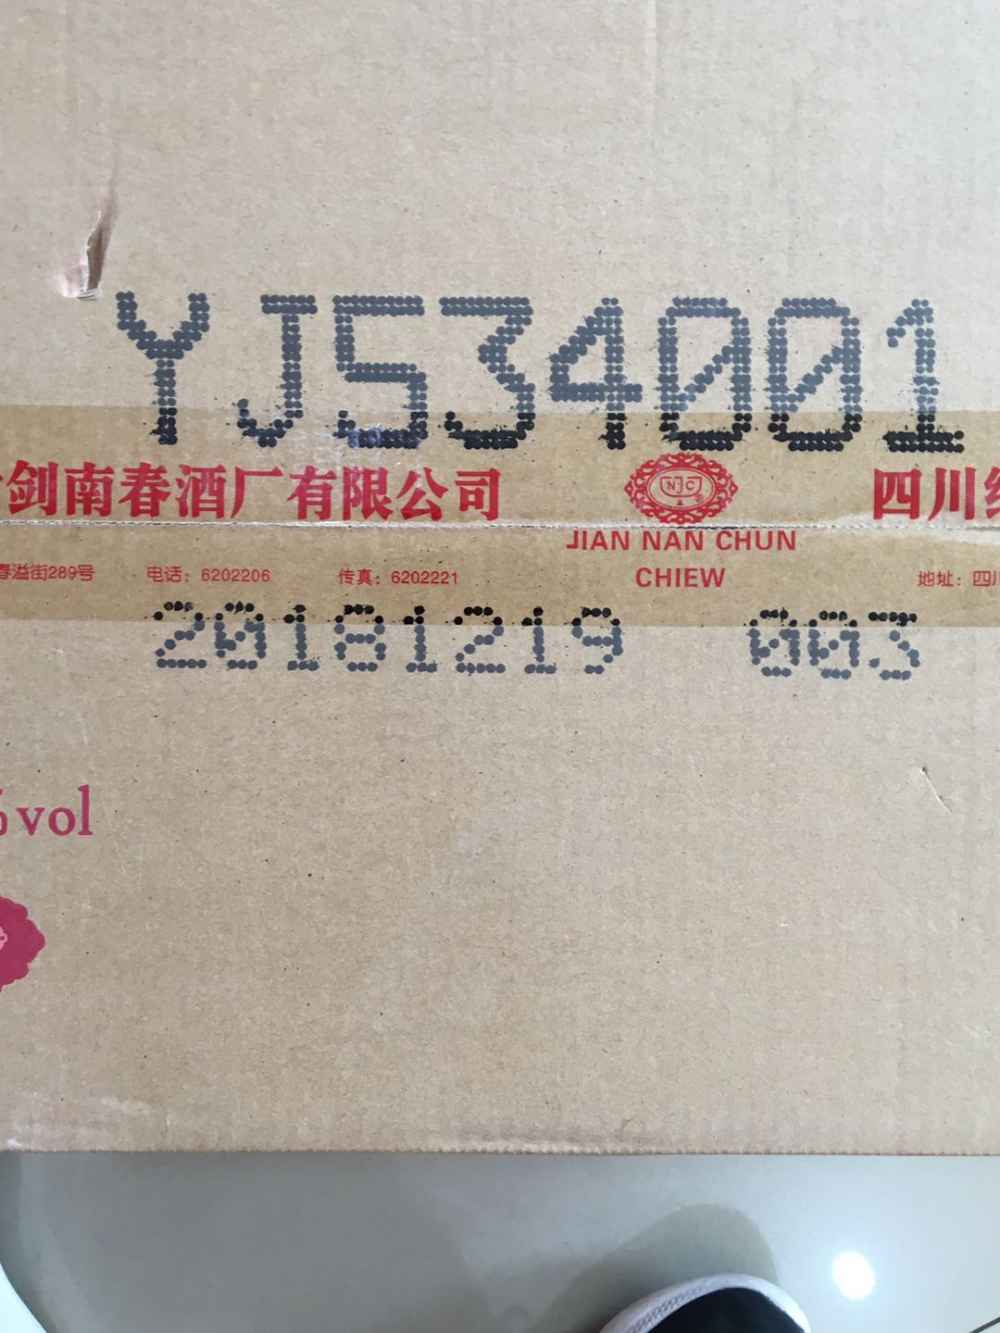 YJ534001
剑南春酒厂有限公司
NJC
四川
JIAN NAN CHUN
CHIEW
春溢街289号 电话：6202206 传真：6202221
地址：四川
20181219 003
%vol